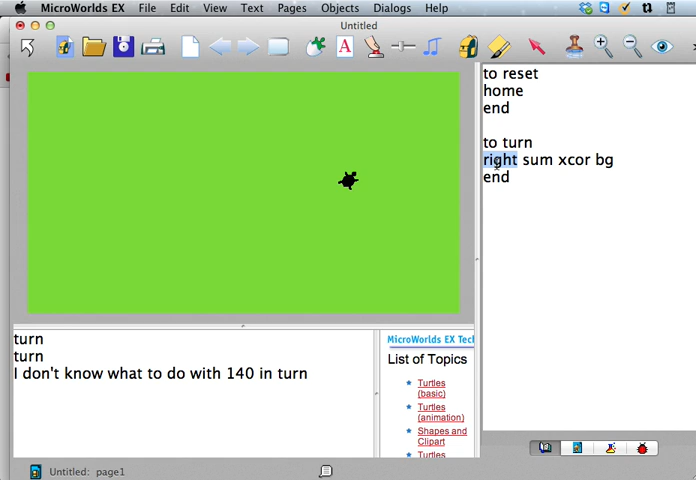 MicroWorlds EX File Edit View Text Pages Objects Dialogs Help
Untitled
A
to reset
home
end
to turn
right sum xcor bg
end
turn
turn
I don't know what to do with 140 in turn
MicroWorlds EX Tech
List of Topics
Turtles
(basic)
Turtles
(animation)
Shapes and
Clipart
Turtles
Untitled: page1